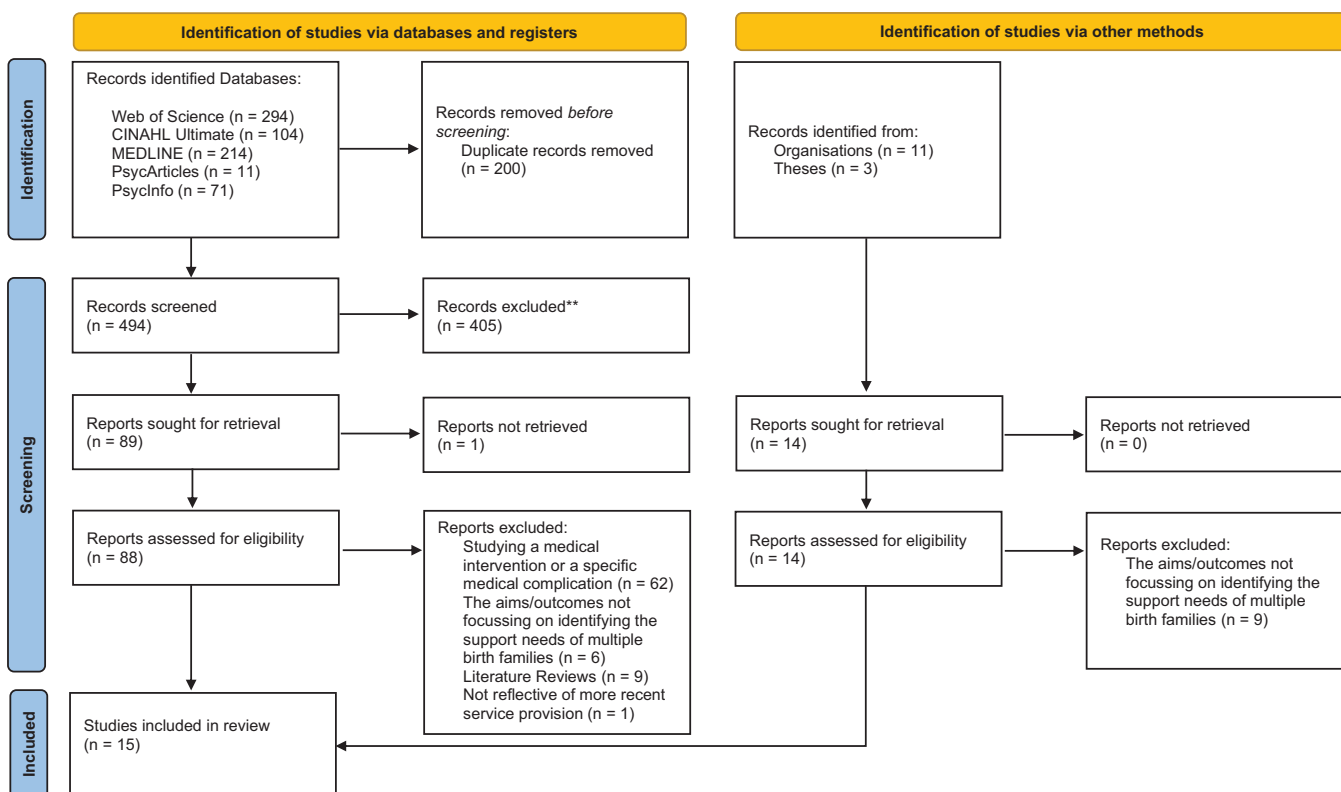 Identification of studies via databases and registers
Identification of studies via other methods
Identification
Records identified Databases:
Web of Science (n = 294)
CINAHL Ultimate (n = 104)
MEDLINE (n = 214)
PsycArticles (n = 11)
PsycInfo (n = 71)
Records removed before
screening:
Duplicate records removed
(n = 200)
Records identified from:
Organisations (n = 11)
Theses (n = 3)
Screening
Records screened
(n = 494)
Records excluded**
(n = 405)
Reports sought for retrieval
(n = 89)
Reports not retrieved
(n = 1)
Reports sought for retrieval
(n = 14)
Reports not retrieved
(n = 0)
Reports assessed for eligibility
(n = 88)
Reports excluded:
Studying a medical
intervention or a specific
medical complication (n = 62)
The aims/outcomes not
focussing on identifying the
support needs of multiple
birth families (n = 6)
Literature Reviews (n = 9)
Not reflective of more recent
service provision (n = 1)
Reports assessed for eligibility
(n = 14)
Reports excluded:
The aims/outcomes not
focussing on identifying the
support needs of multiple
birth families (n = 9)
Included
Studies included in review
(n = 15)